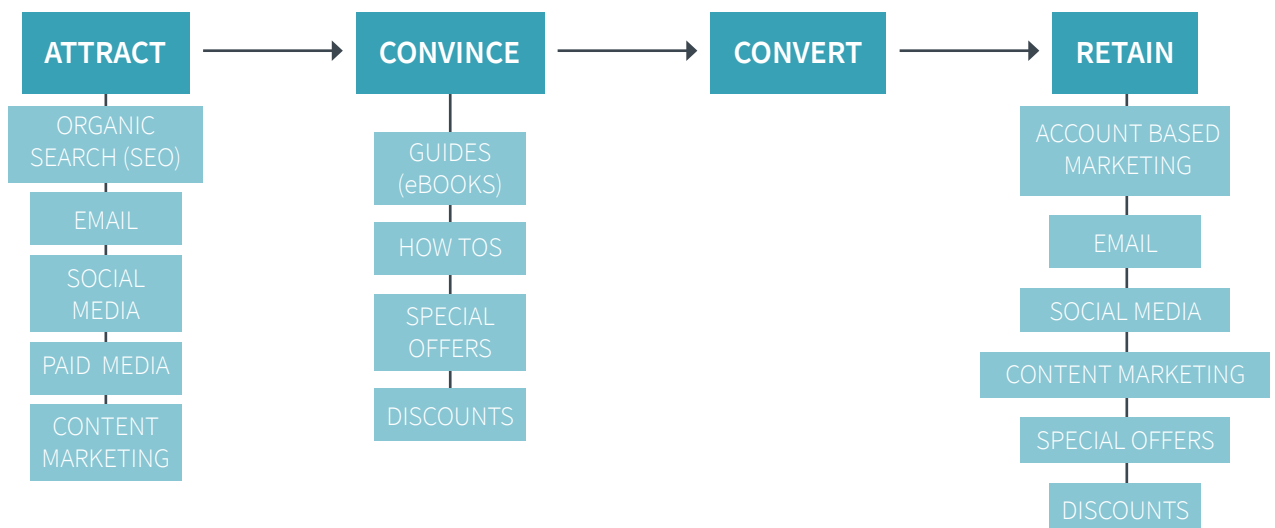 ATTRACT
ORGANIC
SEARCH (SEO)
EMAIL
SOCIAL
MEDIA
PAID MEDIA
CONTENT
MARKETING
CONVINCE
GUIDES
(eBOOKS)
HOW TOS
SPECIAL
OFFERS
DISCOUNTS
CONVERT
RETAIN
ACCOUNT BASED
MARKETING
EMAIL
SOCIAL MEDIA
CONTENT MARKETING
SPECIAL OFFERS
DISCOUNTS